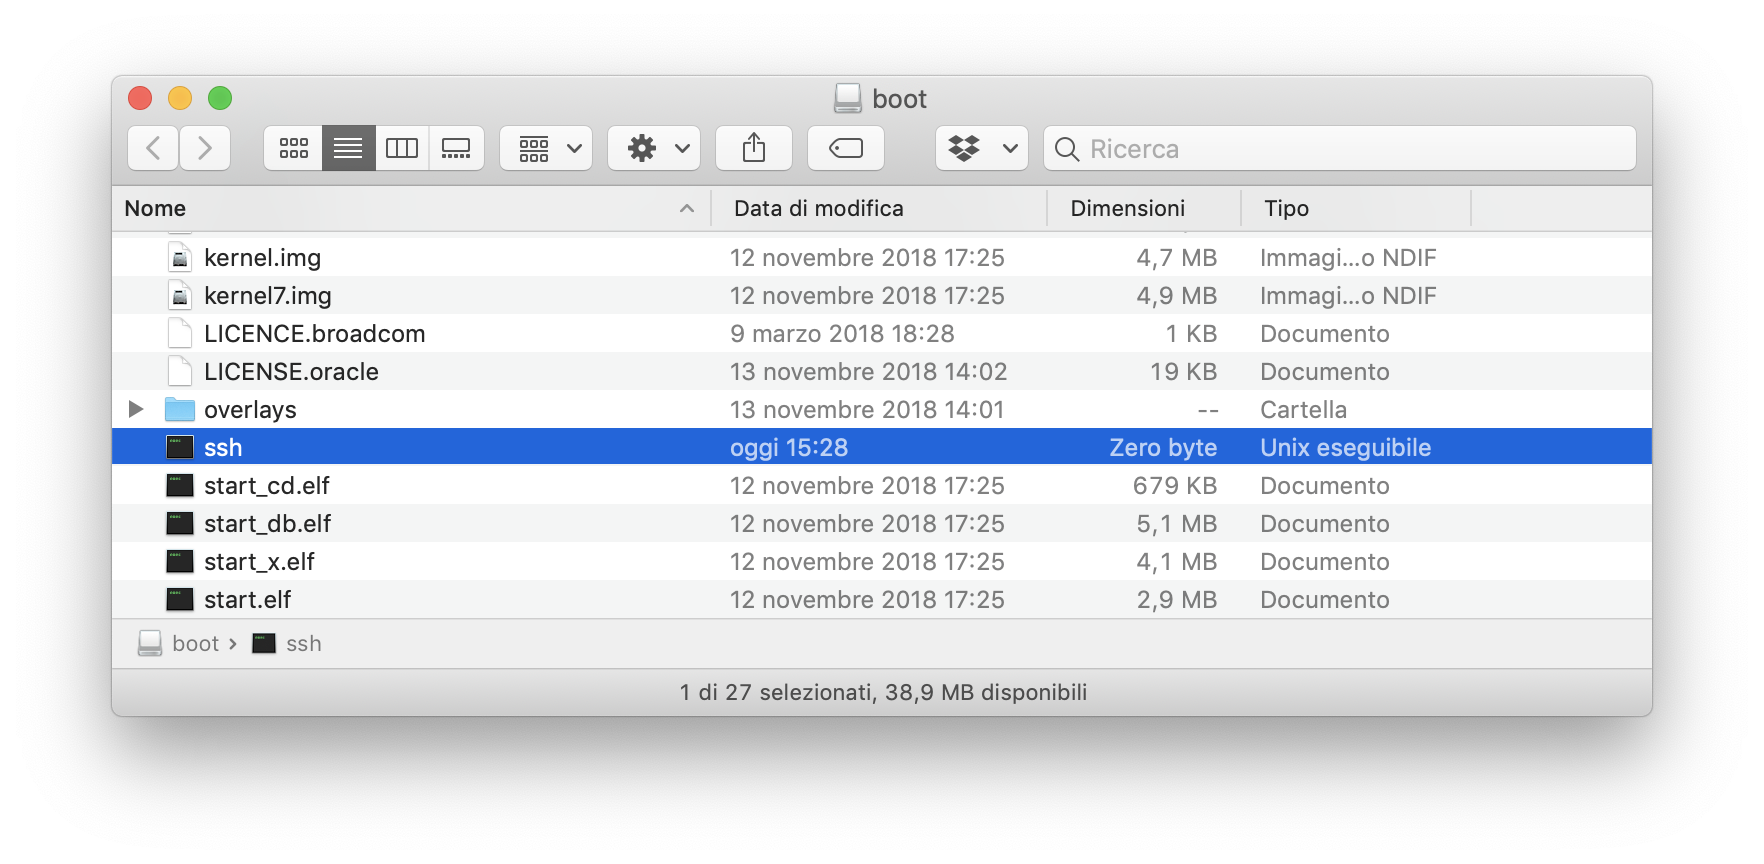 boot
Ricerca
Nome Data di modifica Dimensioni Tipo
kernel.img 12 novembre 2018 17:25 4,7 MB Immagi...o NDIF
kernel7.img 12 novembre 2018 17:25 4,9 MB Immagi...o NDIF
LICENCE.broadcom 9 marzo 2018 18:28 1 KB Documento
LICENSE.oracle 13 novembre 2018 14:02 19 KB Documento
overlays 13 novembre 2018 14:01 -- Cartella
ssh oggi 15:28 Zero byte Unix eseguibile
start_cd.elf 12 novembre 2018 17:25 679 KB Documento
start_db.elf 12 novembre 2018 17:25 5,1 MB Documento
start_x.elf 12 novembre 2018 17:25 4,1 MB Documento
start.elf 12 novembre 2018 17:25 2,9 MB Documento
boot › ssh
1 di 27 selezionati, 38,9 MB disponibili